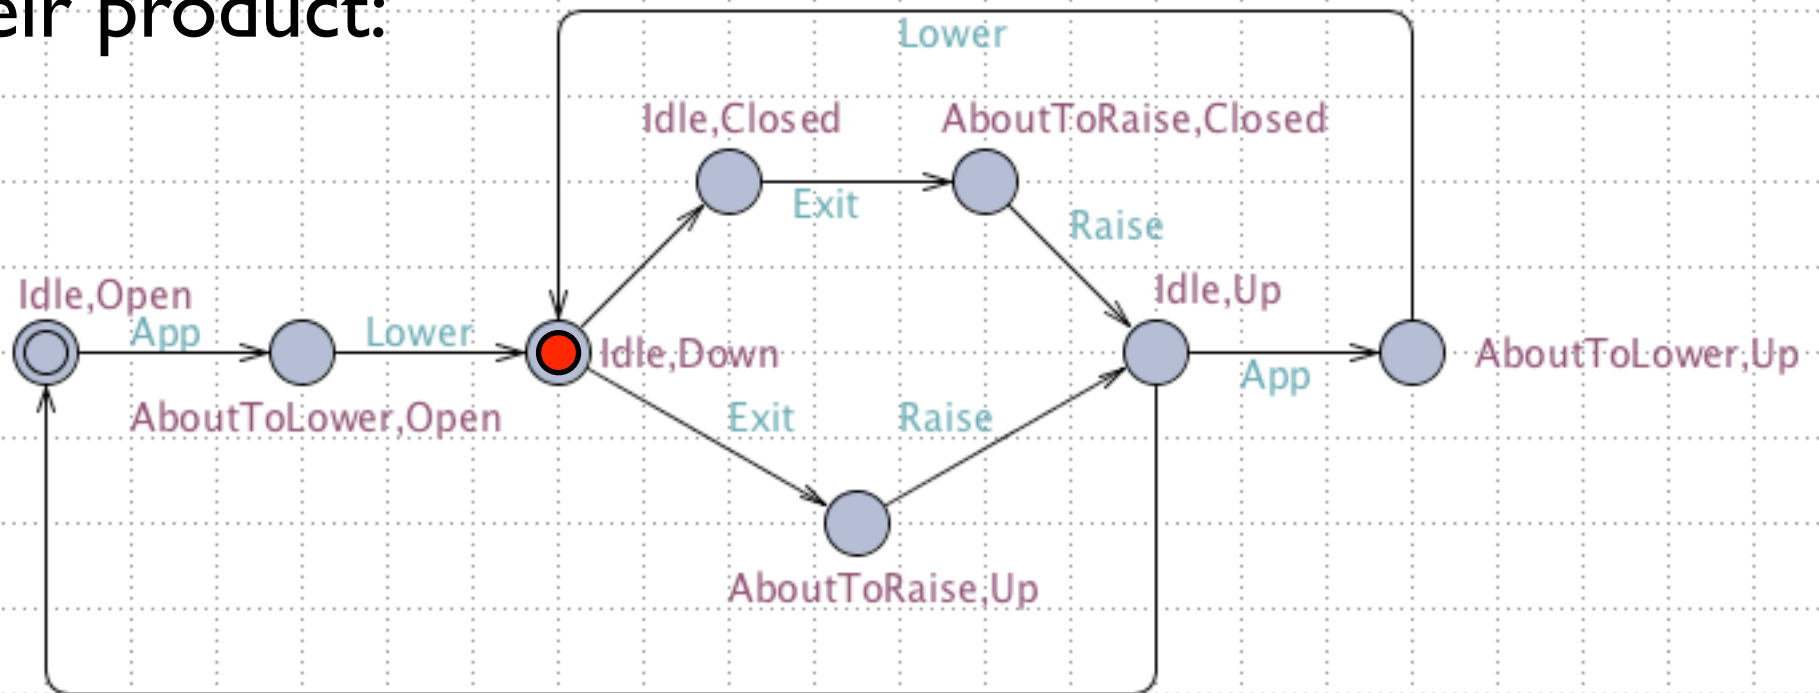 eir product:
Lower
Idle,Closed
AboutToRaise,Closed
Exit
Raise
Idle,Open
Idle,Up
App
Lower
Idle,Down
App
AboutToLower,Up
AboutToLower,Open
Exit
Raise
AboutToRaise,Up